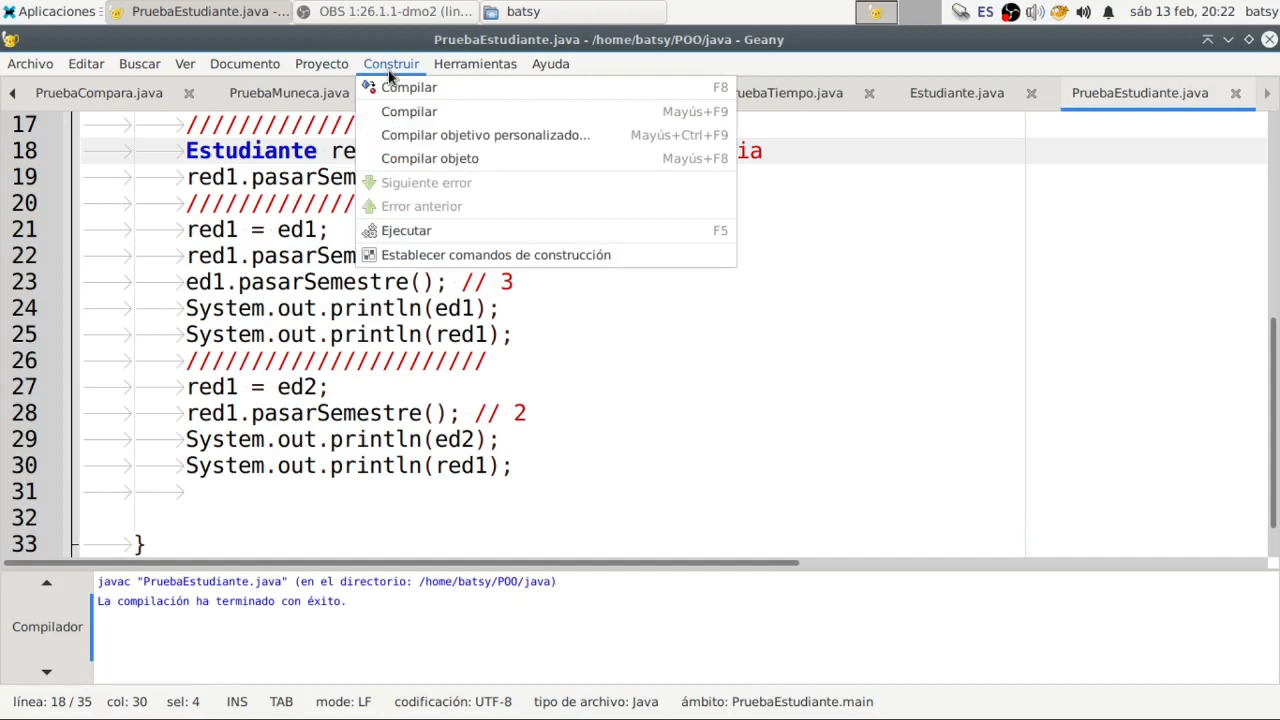 Aplicaciones
PruebaEstudiante.java -...
OBS 1:26.1.1-dmo2 (lin...
batsy
ES
sáb 13 feb, 20:22
batsy
PruebaEstudiante.java - /home/batsy/POO/java - Geany
Archivo Editar Buscar Ver Documento Proyecto Construir Herramientas Ayuda
PruebaCompara.java
PruebaMuneca.java
uebaTiempo.java
Estudiante.java
PruebaEstudiante.java
Compilar F8
Compilar Mayús+F9
Compilar objetivo personalizado... Mayús+Ctrl+F9
Compilar objeto Mayús+F8
Siguiente error
Error anterior
Ejecutar F5
Establecer comandos de construcción
17 /////////////
18 Estudiante re ia
19 red1.pasarSem
20 /////////////
21 red1 = ed1;
22 red1.pasarSem
23 ed1.pasarSemestre(); // 3
24 System.out.println(ed1);
25 System.out.println(red1);
26 ///////////////////////
27 red1 = ed2;
28 red1.pasarSemestre(); // 2
29 System.out.println(ed2);
30 System.out.println(red1);
31
32
33 }
Compilador
javac "PruebaEstudiante.java" (en el directorio: /home/batsy/POO/java)
La compilación ha terminado con éxito.
línea: 18 / 35 col: 30 sel: 4 INS TAB mode: LF codificación: UTF-8 tipo de archivo: Java ámbito: PruebaEstudiante.main